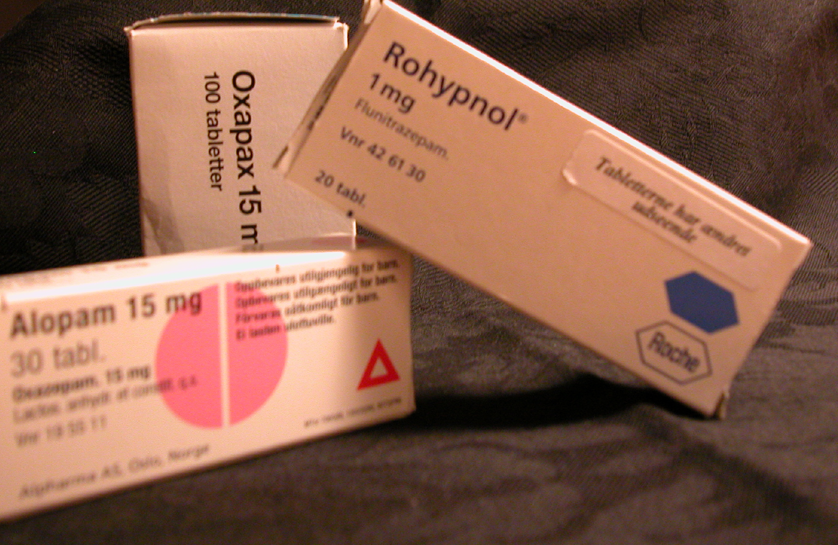 Oxapax 15 m
100 tabletter
Rohypnol®
1 mg
Flunitrazepam.
Vnr 42 61 30
20 tabl.
Tabletterne har ændret
udseende
Roche
Alopam 15 mg
30 tabl.
Oxazepam. 15 mg
Lactos. anhydr. et constit. q.s.
Vnr 19 55 11
Alpharma AS, Oslo, Norge
Oppbevares utilgjengelig for barn.
Opbevares utilgængeligt for børn.
Förvaras oåtkomligt för barn.
Ei lasten ulottuville.